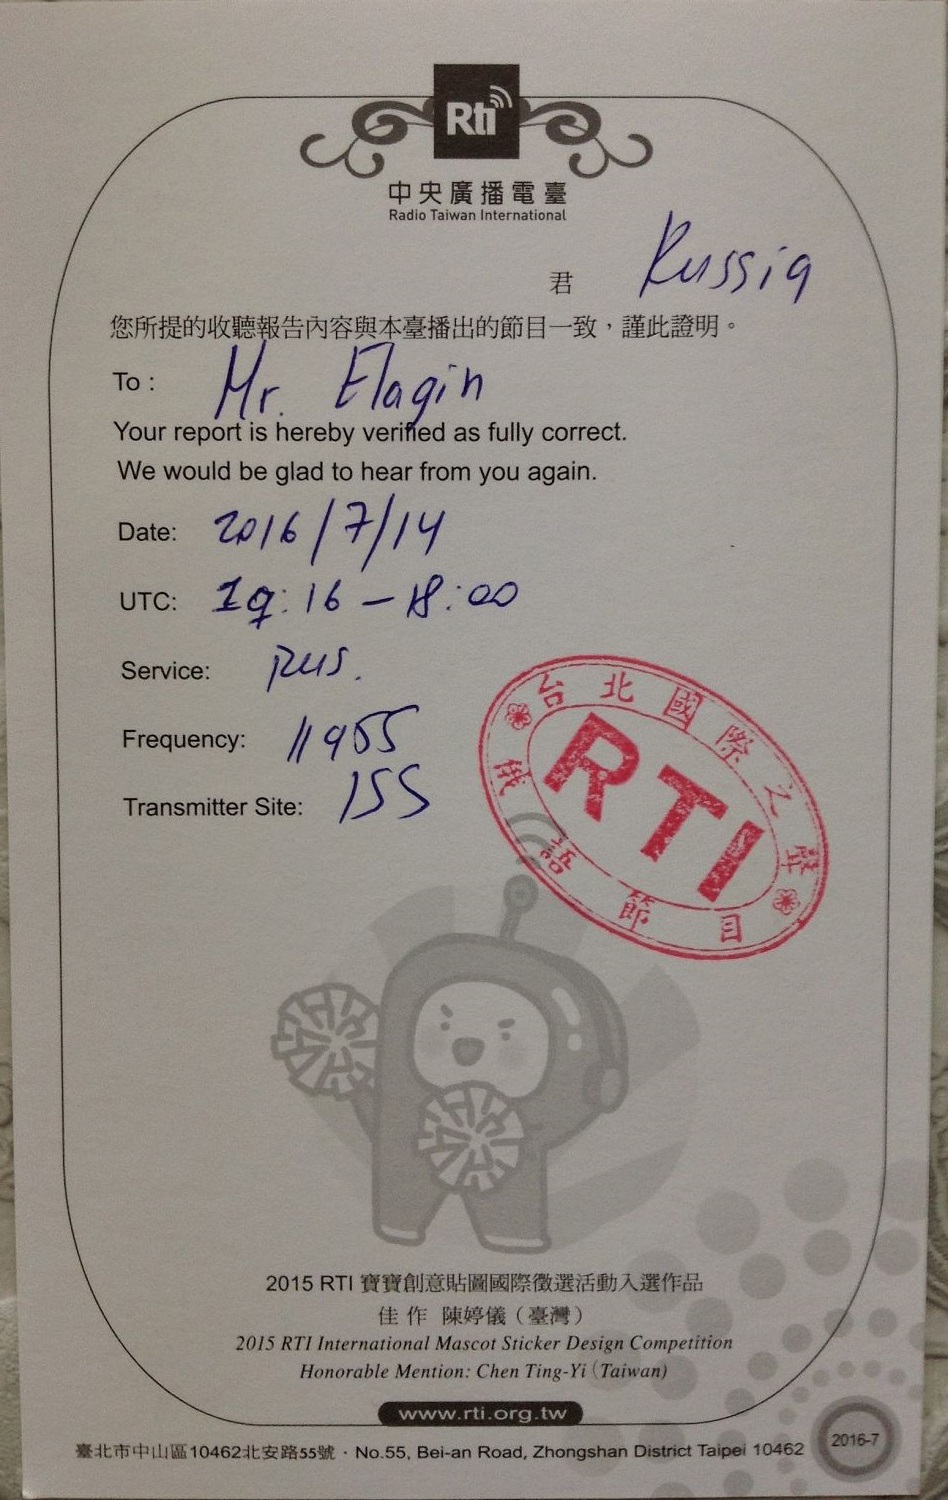 Rti
中央廣播電臺
Radio Taiwan International
君 Russia
您所提的收聽報告內容與本臺播出的節目一致，謹此證明。
To : Mr. Elagin
Your report is hereby verified as fully correct.
We would be glad to hear from you again.
Date: 2016/7/14
UTC: :16 – 18:00
Service: RUS.
Frequency: 11955
Transmitter Site: ISS
台北國際之聲
RTI
俄語節目
2015 RTI 寶寶創意貼圖國際徵選活動入選作品
佳作 陳婷儀（臺灣）
2015 RTI International Mascot Sticker Design Competition
Honorable Mention: Chen Ting-Yi（Taiwan）
www.rti.org.tw
臺北市中山區10462北安路55號 · No.55, Bei-an Road, Zhongshan District Taipei 10462
2016-7